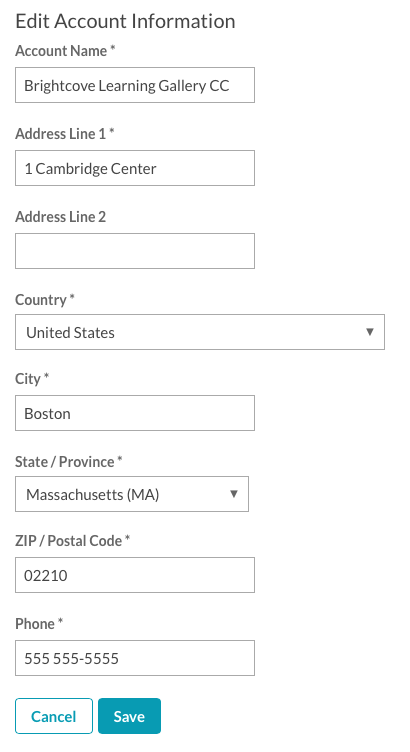 Edit Account Information
Account Name *
Brightcove Learning Gallery CC
Address Line 1 *
1 Cambridge Center
Address Line 2
Country *
United States
City *
Boston
State / Province *
Massachusetts (MA)
ZIP / Postal Code *
02210
Phone *
555 555-5555
Cancel Save